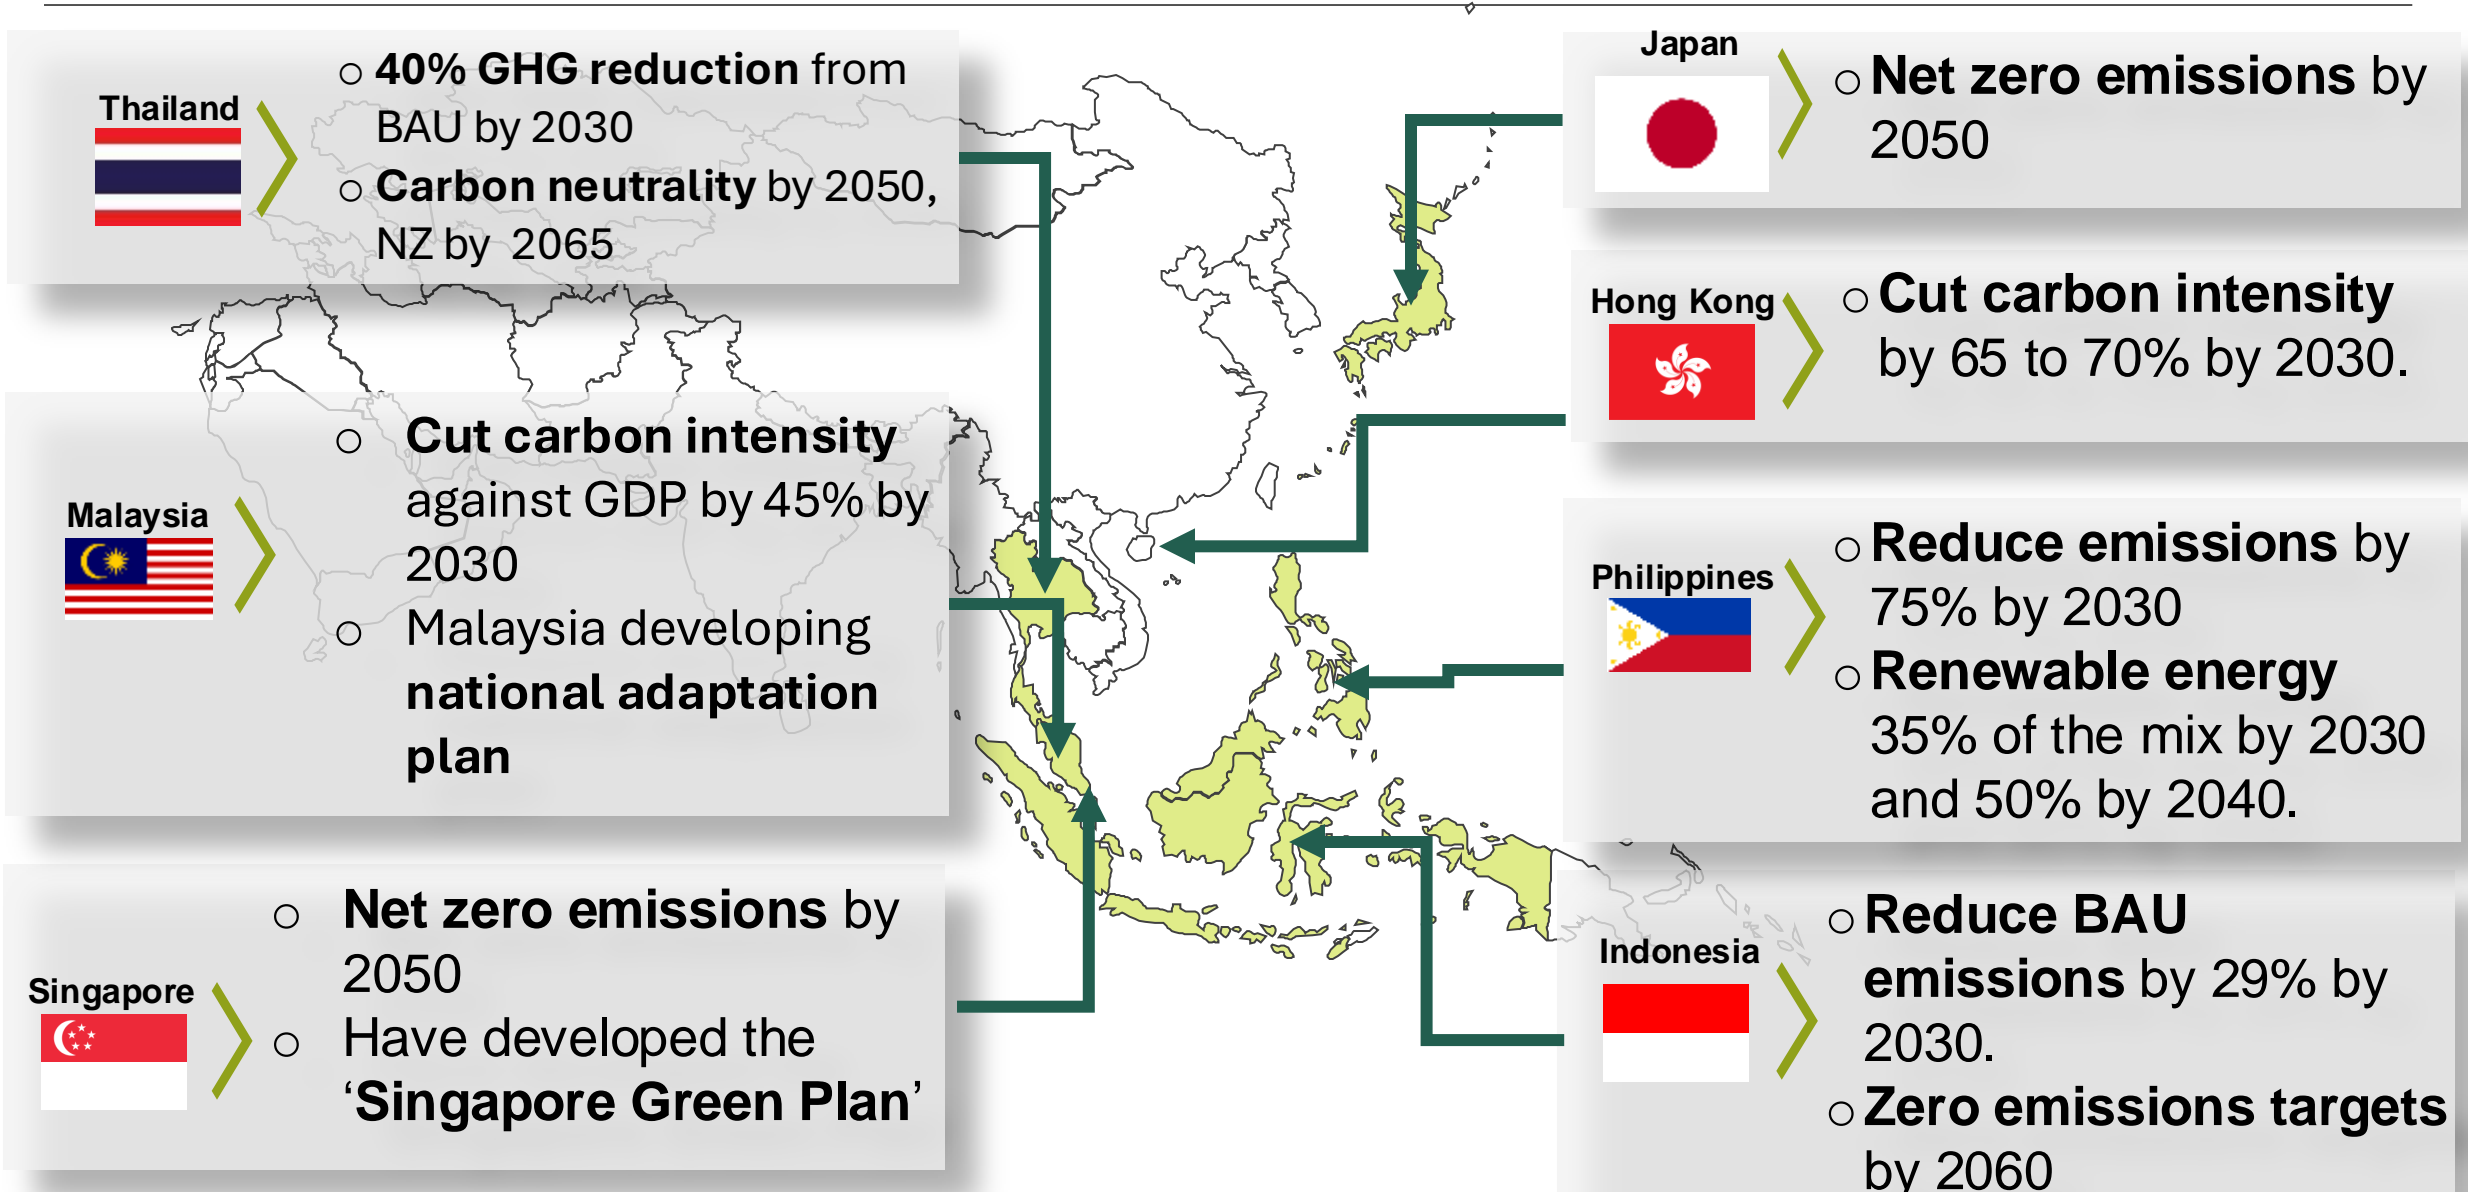 Thailand
○ 40% GHG reduction from
BAU by 2030
○ Carbon neutrality by 2050,
NZ by 2065
Malaysia
○ Cut carbon intensity
against GDP by 45% by
2030
○ Malaysia developing
national adaptation
plan
Singapore
○ Net zero emissions by
2050
○ Have developed the
‘Singapore Green Plan’
Japan
○ Net zero emissions by
2050
Hong Kong
○ Cut carbon intensity
by 65 to 70% by 2030.
Philippines
○ Reduce emissions by
75% by 2030
○ Renewable energy
35% of the mix by 2030
and 50% by 2040.
Indonesia
○ Reduce BAU
emissions by 29% by
2030.
○ Zero emissions targets
by 2060